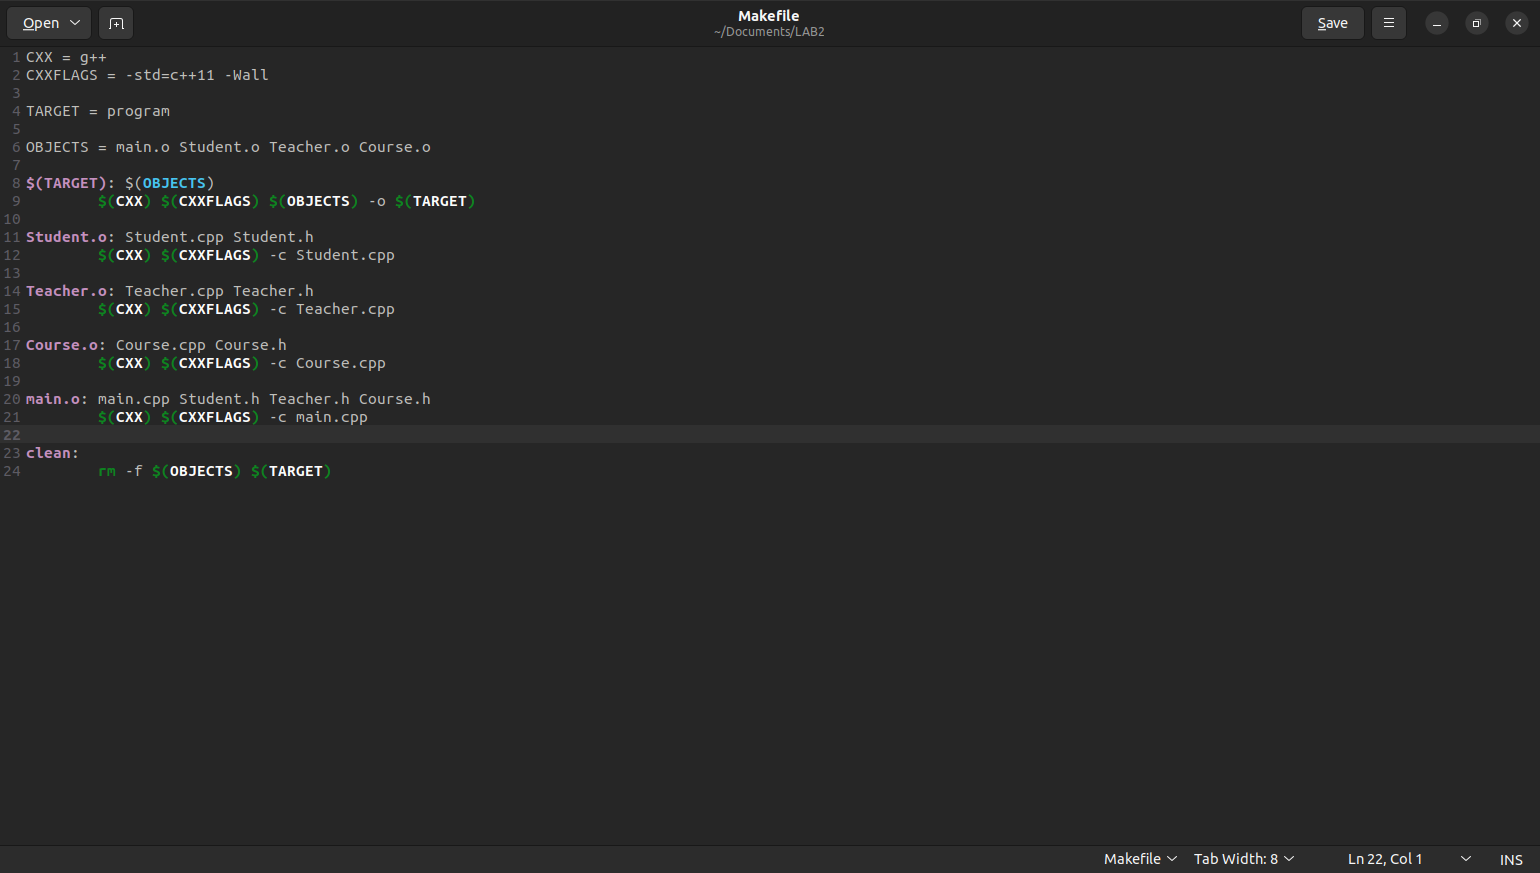 Open
Makefile
~/Documents/LAB2
Save
1 CXX = g++
2 CXXFLAGS = -std=c++11 -Wall
3
4 TARGET = program
5
6 OBJECTS = main.o Student.o Teacher.o Course.o
7
8 $(TARGET): $(OBJECTS)
9 $(CXX) $(CXXFLAGS) $(OBJECTS) -o $(TARGET)
10
11 Student.o: Student.cpp Student.h
12 $(CXX) $(CXXFLAGS) -c Student.cpp
13
14 Teacher.o: Teacher.cpp Teacher.h
15 $(CXX) $(CXXFLAGS) -c Teacher.cpp
16
17 Course.o: Course.cpp Course.h
18 $(CXX) $(CXXFLAGS) -c Course.cpp
19
20 main.o: main.cpp Student.h Teacher.h Course.h
21 $(CXX) $(CXXFLAGS) -c main.cpp
22
23 clean:
24 rm -f $(OBJECTS) $(TARGET)
Makefile Tab Width: 8 Ln 22, Col 1 INS